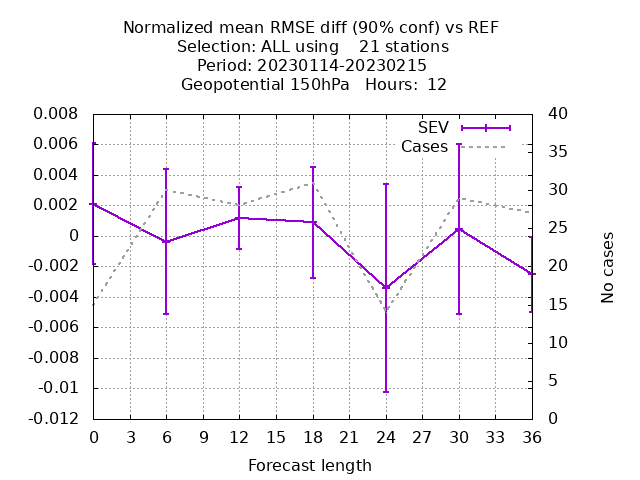 Normalized mean RMSE diff (90% conf) vs REF
Selection: ALL using    21 stations
Period: 20230114-20230215
Geopotential 150hPa   Hours:  12
SEV
Cases
0.008
0.006
0.004
0.002
0
-0.002
-0.004
-0.006
-0.008
-0.01
-0.012
40
35
30
25
20
15
10
5
0
No cases
0 3 6 9 12 15 18 21 24 27 30 33 36
Forecast length